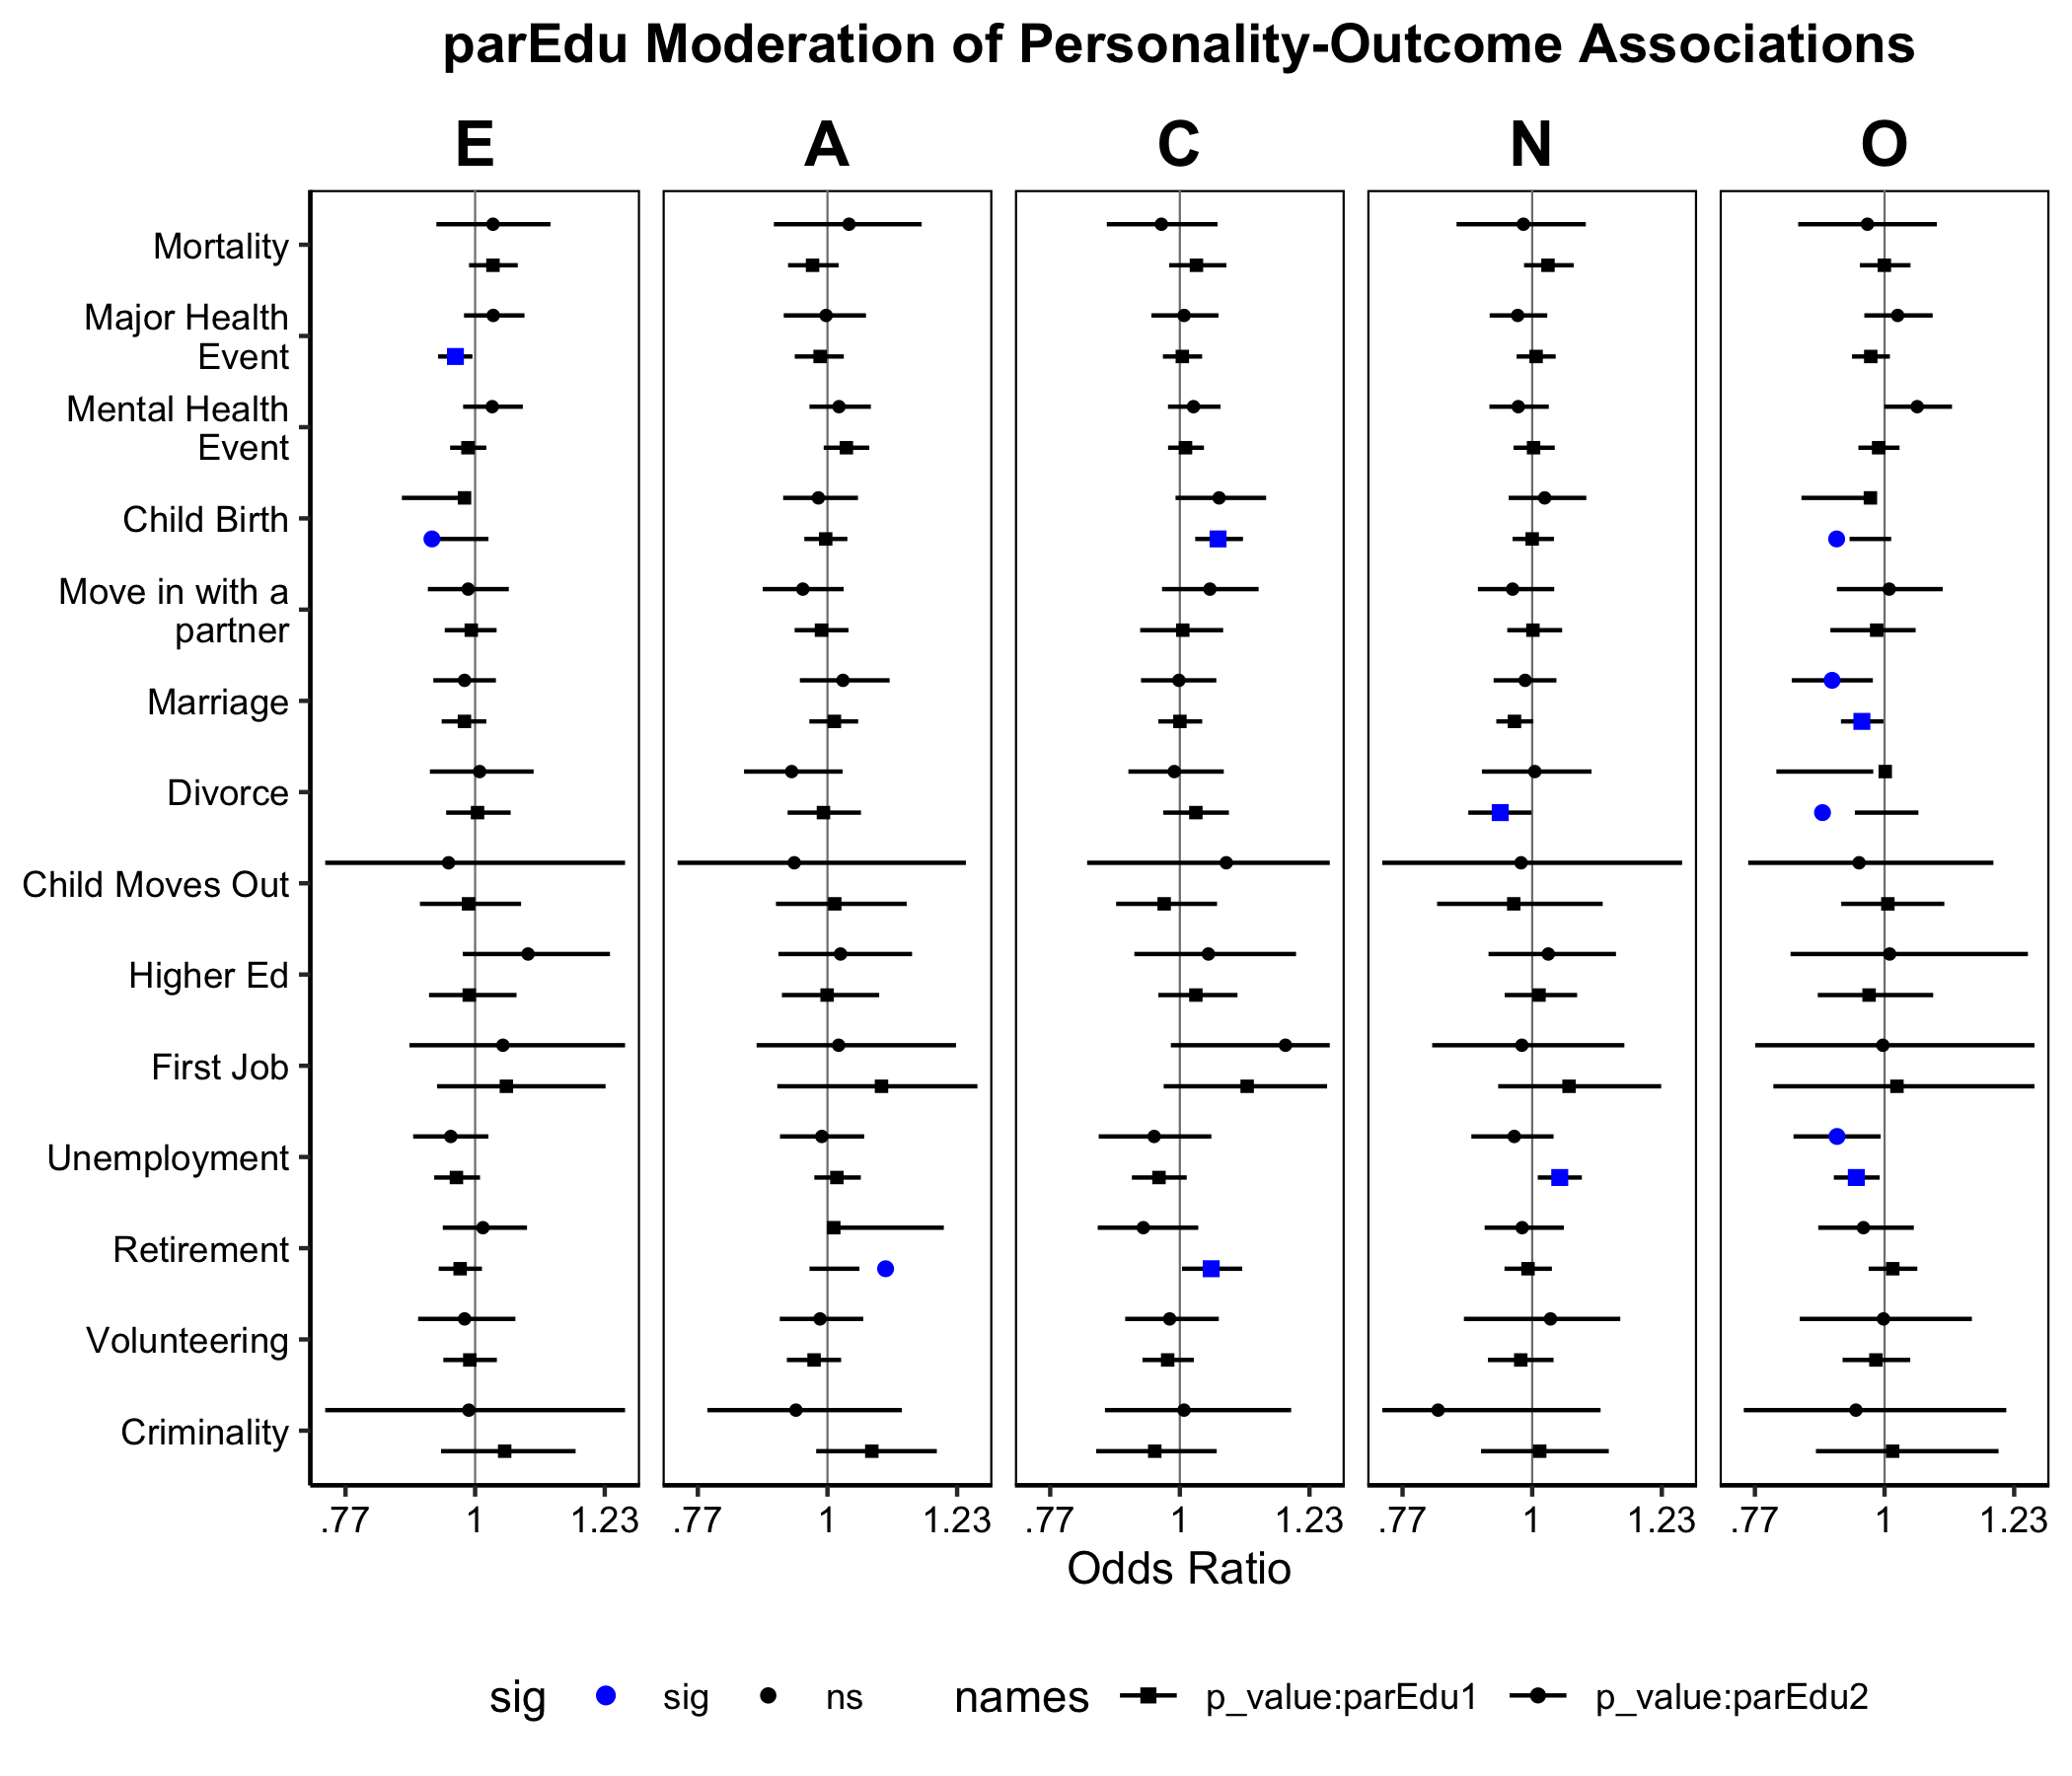 parEdu Moderation of Personality-Outcome Associations
E A C N O
Mortality
Major Health
Event
Mental Health
Event
Child Birth
Move in with a
partner
Marriage
Divorce
Child Moves Out
Higher Ed
First Job
Unemployment
Retirement
Volunteering
Criminality
.77 1 1.23 .77 1 1.23 .77 1 1.23 .77 1 1.23 .77 1 1.23
Odds Ratio
sig sig ns names p_value:parEdu1 p_value:parEdu2